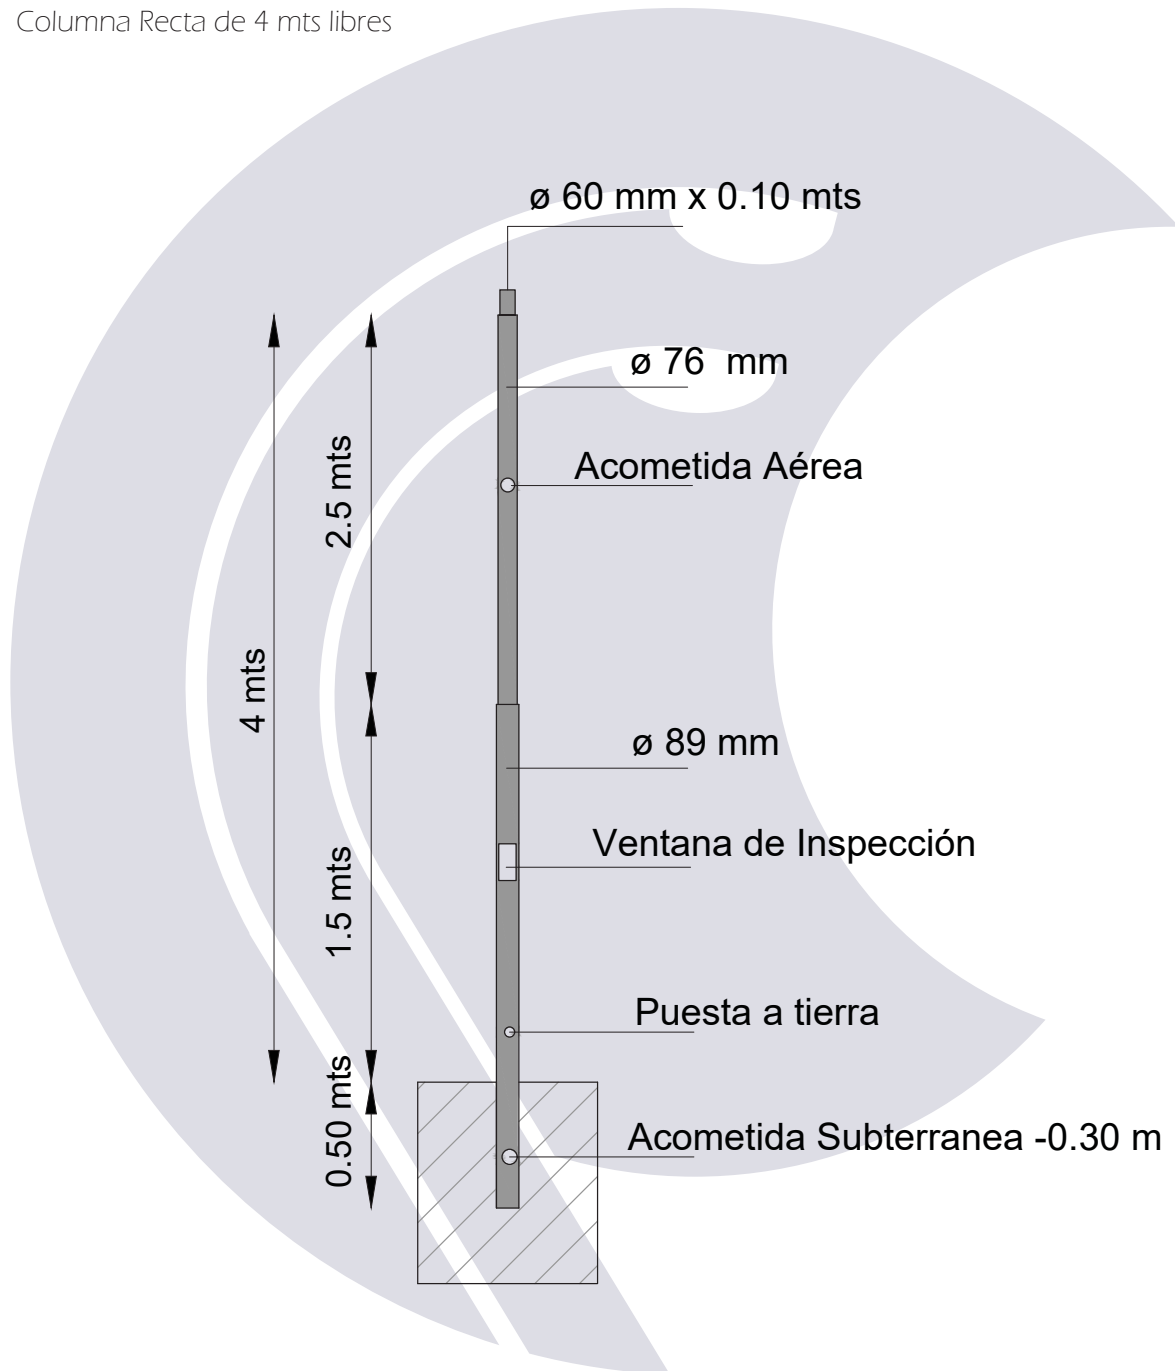 Columna Recta de 4 mts libres
ø 60 mm x 0.10 mts
ø 76 mm
Acometida Aérea
2.5 mts
4 mts
ø 89 mm
Ventana de Inspección
1.5 mts
Puesta a tierra
0.50 mts
Acometida Subterranea -0.30 m